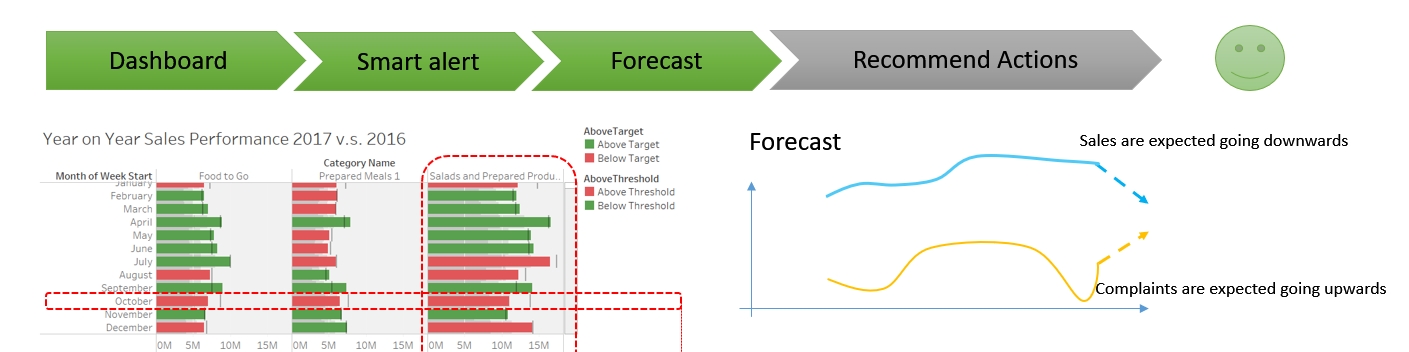 Dashboard
Smart alert
Forecast
Recommend Actions
Year on Year Sales Performance 2017 v.s. 2016
Category Name
Month of Week Start
Food to Go
Prepared Meals 1
Salads and Prepared Produ..
January
February
March
April
May
June
July
August
September
October
November
December
0M 5M 10M 15M 0M 5M 10M 15M 0M 5M 10M 15M
AboveTarget
Above Target
Below Target
AboveThreshold
Above Threshold
Below Threshold
Forecast
Sales are expected going downwards
Complaints are expected going upwards